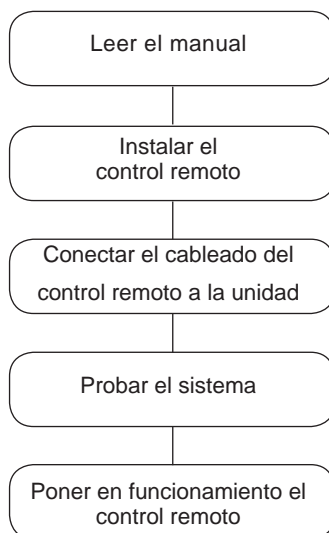 Leer el manual
Instalar el
control remoto
Conectar el cableado del
control remoto a la unidad
Probar el sistema
Poner en funcionamiento el
control remoto